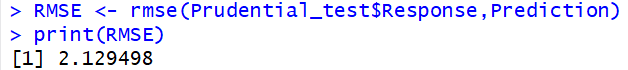 > RMSE <- rmse(Prudential_test$Response,Prediction)
> print(RMSE)
[1] 2.129498